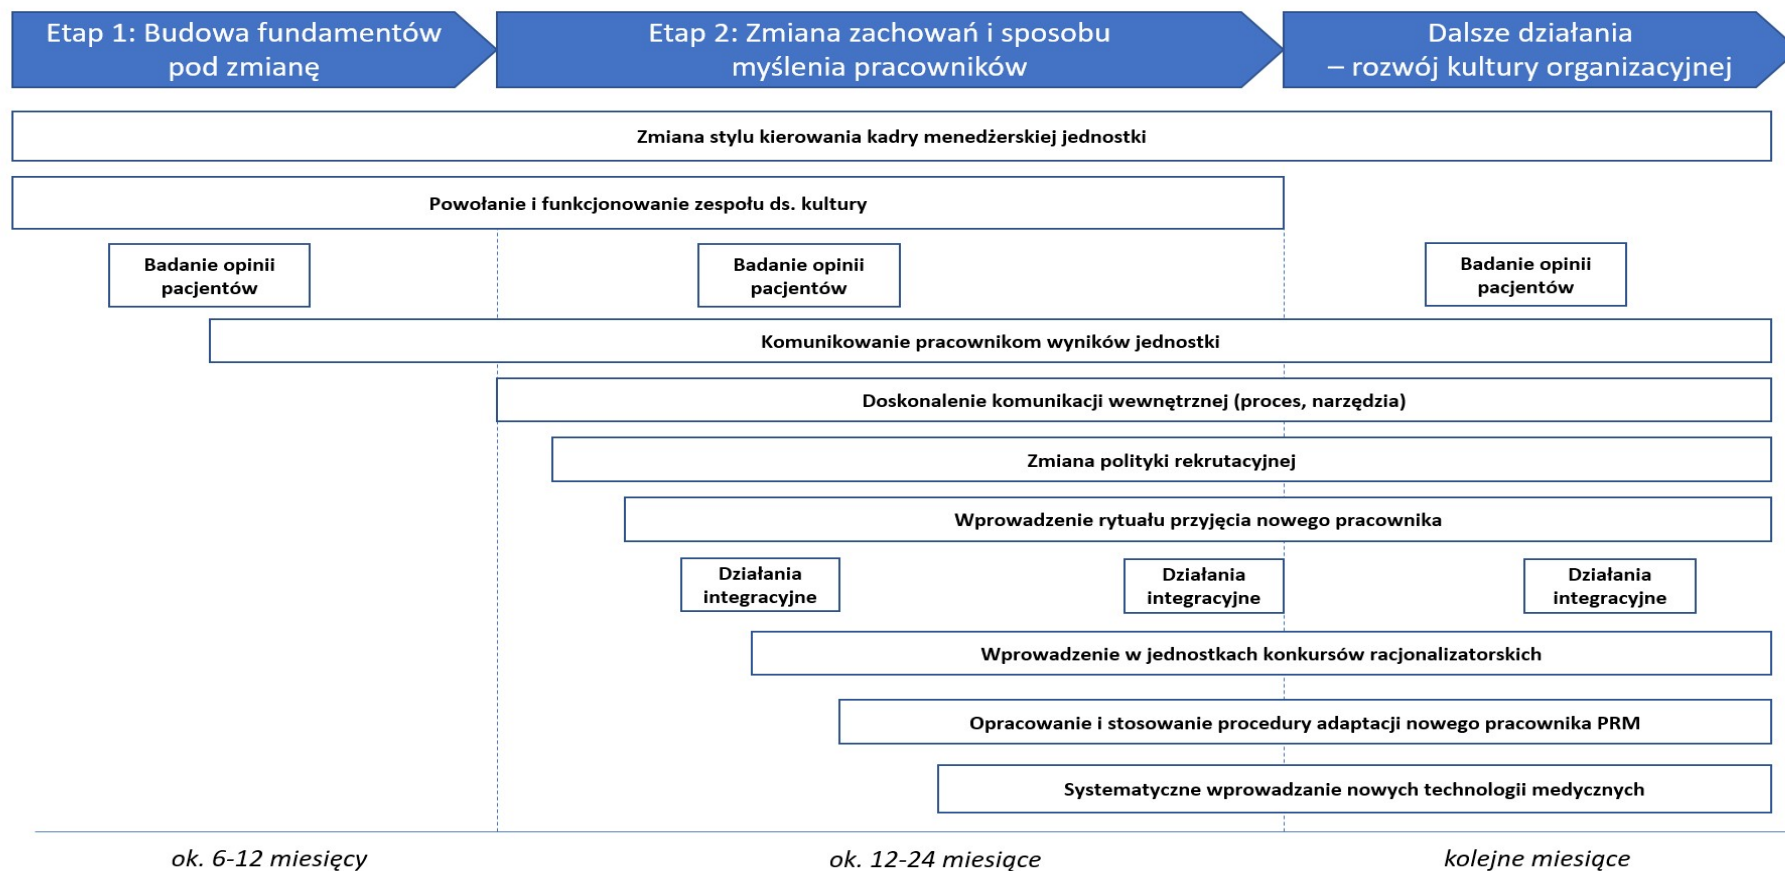 Etap 1: Budowa fundamentów
pod zmianę
Etap 2: Zmiana zachowań i sposobu
myślenia pracowników
Dalsze działania
– rozwój kultury organizacyjnej
Zmiana stylu kierowania kadry menedżerskiej jednostki
Powołanie i funkcjonowanie zespołu ds. kultury
Badanie opinii
pacjentów
Badanie opinii
pacjentów
Badanie opinii
pacjentów
Komunikowanie pracownikom wyników jednostki
Doskonalenie komunikacji wewnętrznej (proces, narzędzia)
Zmiana polityki rekrutacyjnej
Wprowadzenie rytuału przyjęcia nowego pracownika
Działania
integracyjne
Działania
integracyjne
Działania
integracyjne
Wprowadzenie w jednostkach konkursów racjonalizatorskich
Opracowanie i stosowanie procedury adaptacji nowego pracownika PRM
Systematyczne wprowadzanie nowych technologii medycznych
ok. 6-12 miesięcy
ok. 12-24 miesiące
kolejne miesiące